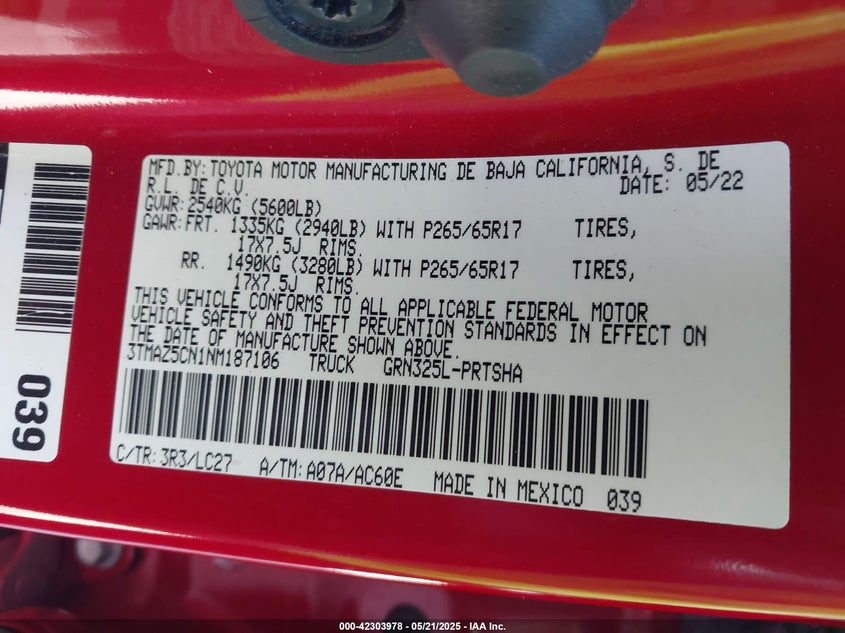 MFD.BY:TOYOTA MOTOR MANUFACTURING DE BAJA CALIFORNIA, S. DE
R.L. DE C.V. DATE: 05/22
GVWR:2540KG (5600LB)
GAWR:FRT. 1335KG (2940LB) WITH P265/65R17 TIRES,
17X7.5J RIMS.
RR. 1490KG (3280LB) WITH P265/65R17 TIRES,
17X7.5J RIMS.
THIS VEHICLE CONFORMS TO ALL APPLICABLE FEDERAL MOTOR
VEHICLE SAFETY AND THEFT PREVENTION STANDARDS IN EFFECT ON
THE DATE OF MANUFACTURE SHOWN ABOVE.
3TMAZ5CN1NM187106 TRUCK GRN325L-PRTSHA
C/TR:3R3/LC27 A/TM:A07A/AC60E MADE IN MEXICO 039
039
000-42303978 - 05/21/2025 - IAA Inc.